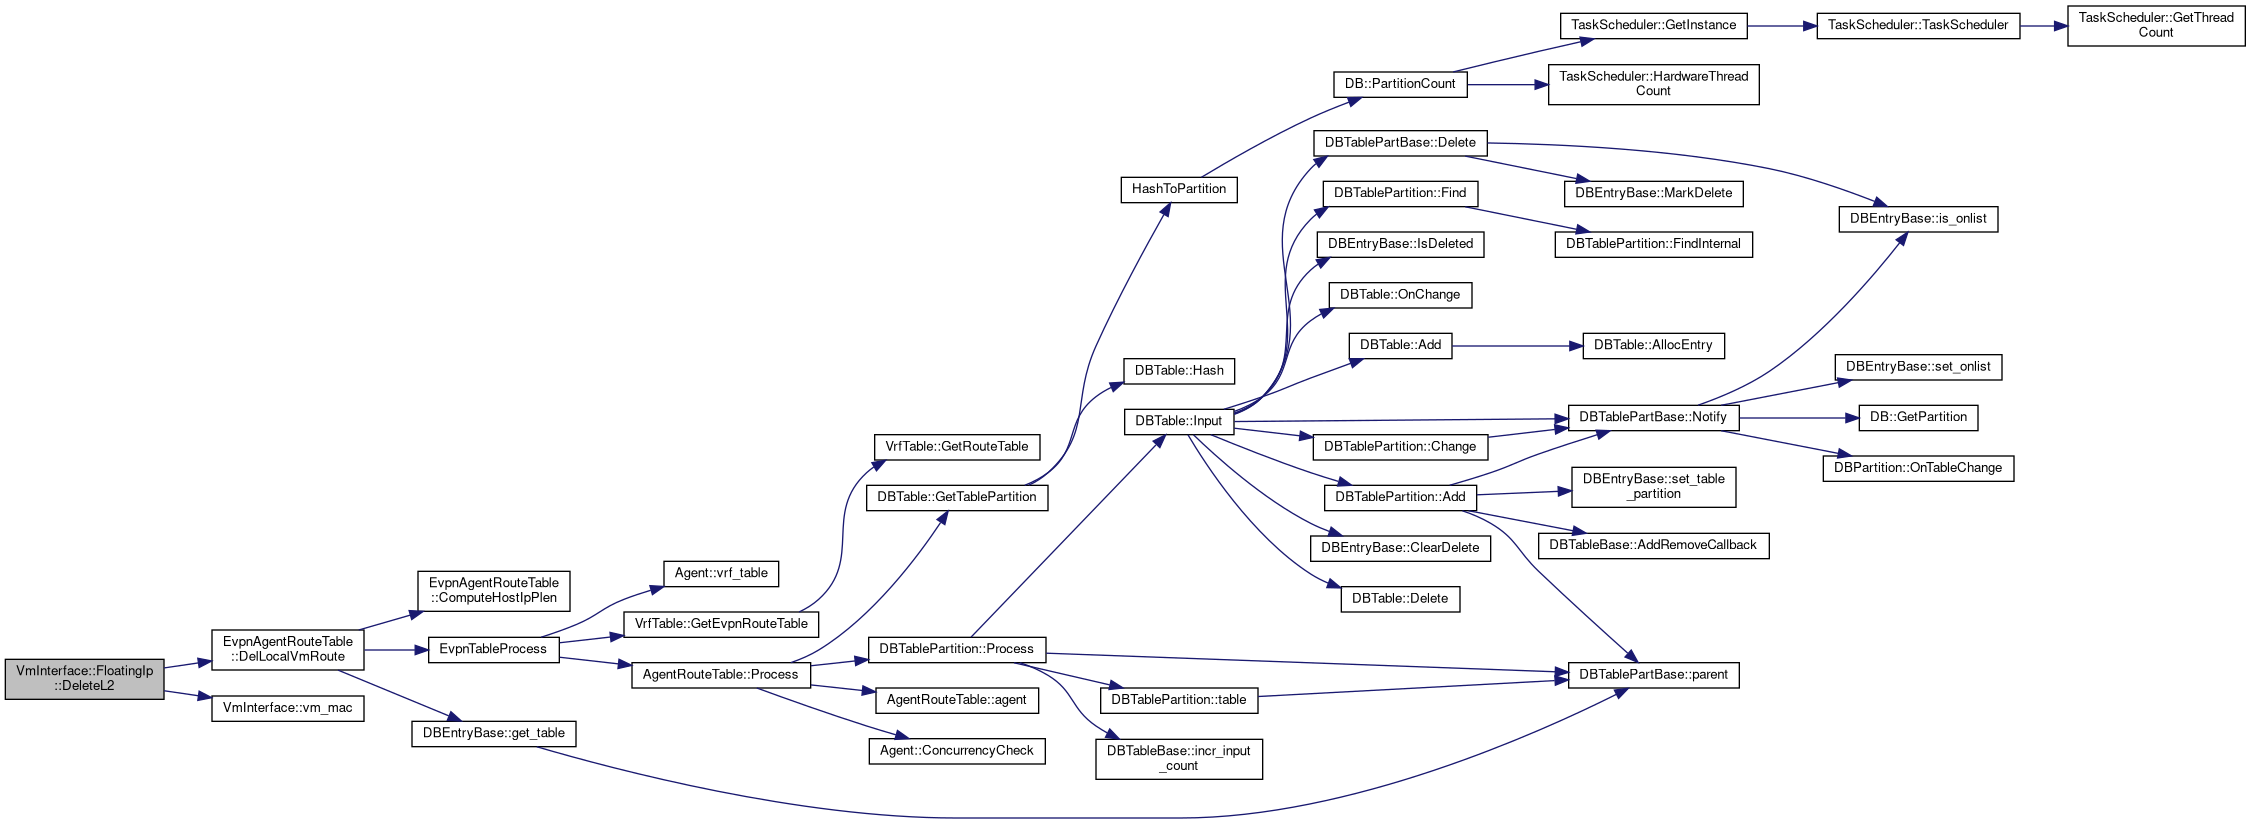 VmInterface::FloatingIp
::DeleteL2
EvpnAgentRouteTable
::DelLocalVmRoute
VmInterface::vm_mac
EvpnAgentRouteTable
::ComputeHostIpPlen
EvpnTableProcess
DBEntryBase::get_table
Agent::vrf_table
VrfTable::GetEvpnRouteTable
AgentRouteTable::Process
VrfTable::GetRouteTable
DBTable::GetTablePartition
DBTablePartition::Process
AgentRouteTable::agent
Agent::ConcurrencyCheck
HashToPartition
DBTable::Hash
DBTable::Input
DBTablePartition::table
DBTableBase::incr_input
_count
DB::PartitionCount
DBTablePartBase::Delete
DBTablePartition::Find
DBEntryBase::IsDeleted
DBTable::OnChange
DBTable::Add
DBTablePartition::Change
DBTablePartition::Add
DBEntryBase::ClearDelete
DBTable::Delete
TaskScheduler::GetInstance
TaskScheduler::HardwareThread
Count
DBEntryBase::MarkDelete
DBTablePartition::FindInternal
DBTable::AllocEntry
DBTablePartBase::Notify
DBEntryBase::set_table
_partition
DBTableBase::AddRemoveCallback
DBTablePartBase::parent
TaskScheduler::TaskScheduler
DBEntryBase::is_onlist
DBEntryBase::set_onlist
DB::GetPartition
DBPartition::OnTableChange
TaskScheduler::GetThread
Count